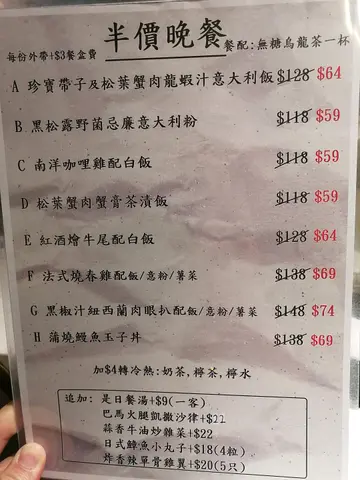 半價晚餐
每份外帶+$3餐盒費
餐配:無糖烏龍茶一杯
A 珍寶帶子及松葉蟹肉龍蝦汁意大利飯 $128 $64
B 黑松露野菌忌廉意大利粉 $118 $59
C 南洋咖哩雞配白飯 $118 $59
D 松葉蟹肉蟹膏茶漬飯 $118 $59
E 紅酒燴牛尾配白飯 $128 $64
F 法式燒春雞配飯/意粉/薯菜 $138 $69
G 黑椒汁紐西蘭肉眼扒配飯/意粉/薯菜 $148 $74
H 蒲燒鰻魚玉子丼 $138 $69
加$4轉冷熱:奶茶,檸茶,檸水
追加: 是日餐湯+$9(一客)
巴馬火腿凱撒沙律+$22
蒜香牛油炒雜菜+$22
日式鱆魚小丸子+$18(4粒)
炸香辣單骨雞翼+$20(5只)